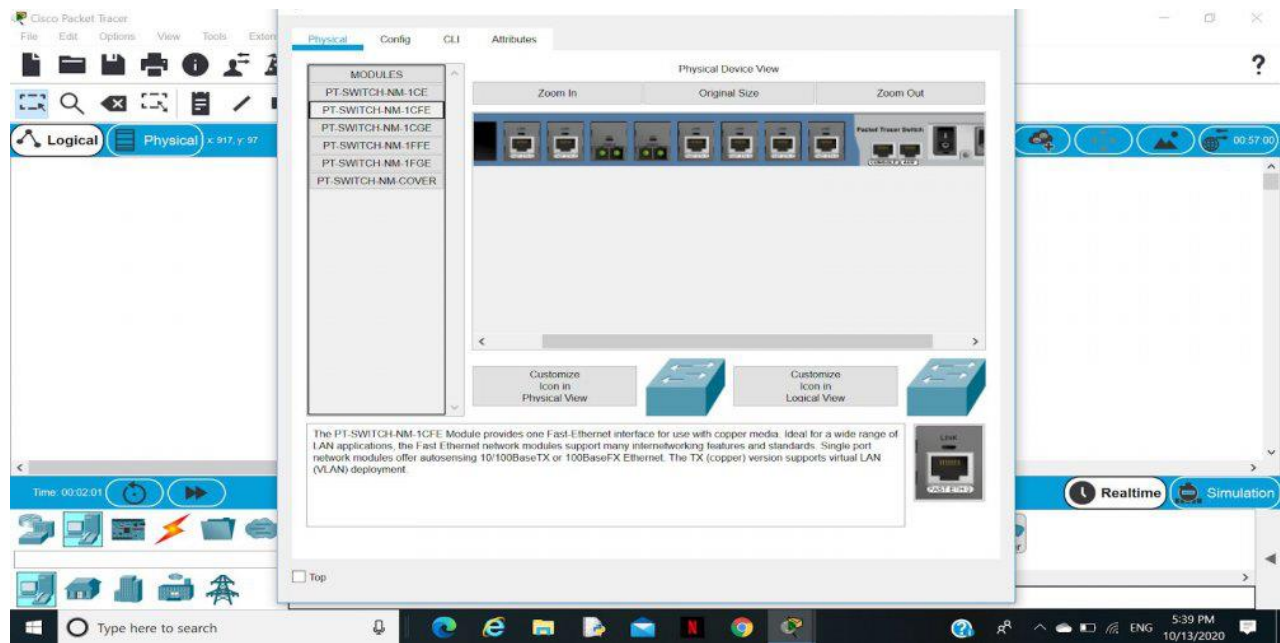 Cisco Packet Tracer
File Edit Options View Tools Exten
Physical Config CLI Attributes
MODULES
PT-SWITCH-NM-1CE
PT-SWITCH-NM-1CFE
PT-SWITCH-NM-1CGE
PT-SWITCH-NM-1FFE
PT-SWITCH-NM-1FGE
PT-SWITCH-NM-COVER
Physical Device View
Zoom In Original Size Zoom Out
Packet Tracer Switch
CONSOLE & AUX
?
Logical Physical x: 917, y: 97
00:57:00
Customize
Icon in
Physical View
Customize
Icon in
Logical View
The PT-SWITCH-NM-1CFE Module provides one Fast-Ethernet interface for use with copper media. Ideal for a wide range of
LAN applications, the Fast Ethernet network modules support many internetworking features and standards. Single port
network modules offer autosensing 10/100BaseTX or 100BaseFX Ethernet. The TX (copper) version supports virtual LAN
(VLAN) deployment.
LINK
Time: 00:02:01
Realtime Simulation
Top
Type here to search
ENG
5:39 PM
10/13/2020